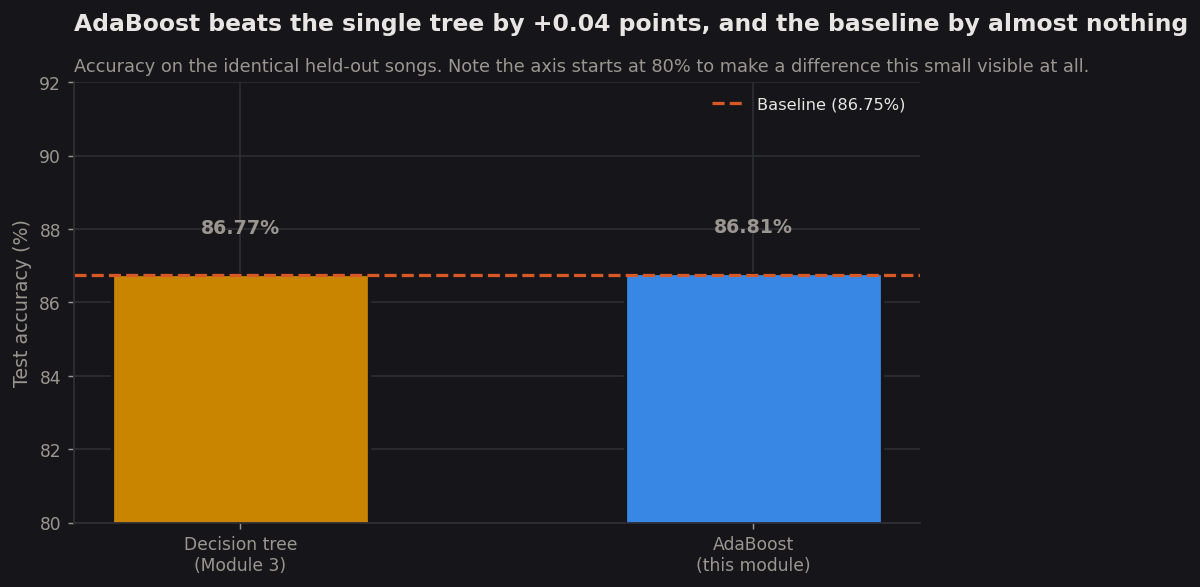 AdaBoost beats the single tree by +0.04 points, and the baseline by almost nothing
Accuracy on the identical held-out songs. Note the axis starts at 80% to make a difference this small visible at all.
Baseline (86.75%)
Test accuracy (%)
92
90
88
86
84
82
80
86.77%
86.81%
Decision tree
(Module 3)
AdaBoost
(this module)